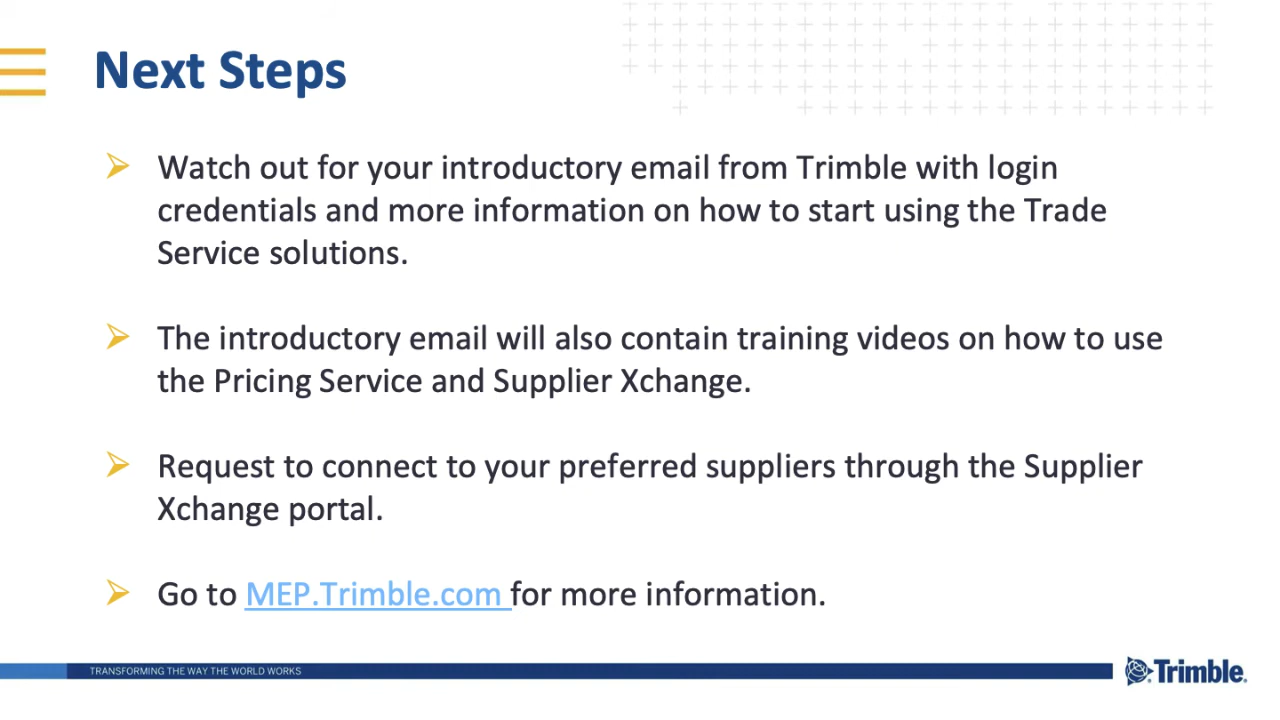 Next Steps
Watch out for your introductory email from Trimble with login
credentials and more information on how to start using the Trade
Service solutions.
The introductory email will also contain training videos on how to use
the Pricing Service and Supplier Xchange.
Request to connect to your preferred suppliers through the Supplier
Xchange portal.
Go to MEP.Trimble.com for more information.
TRANSFORMING THE WAY THE WORLD WORKS
Trimble